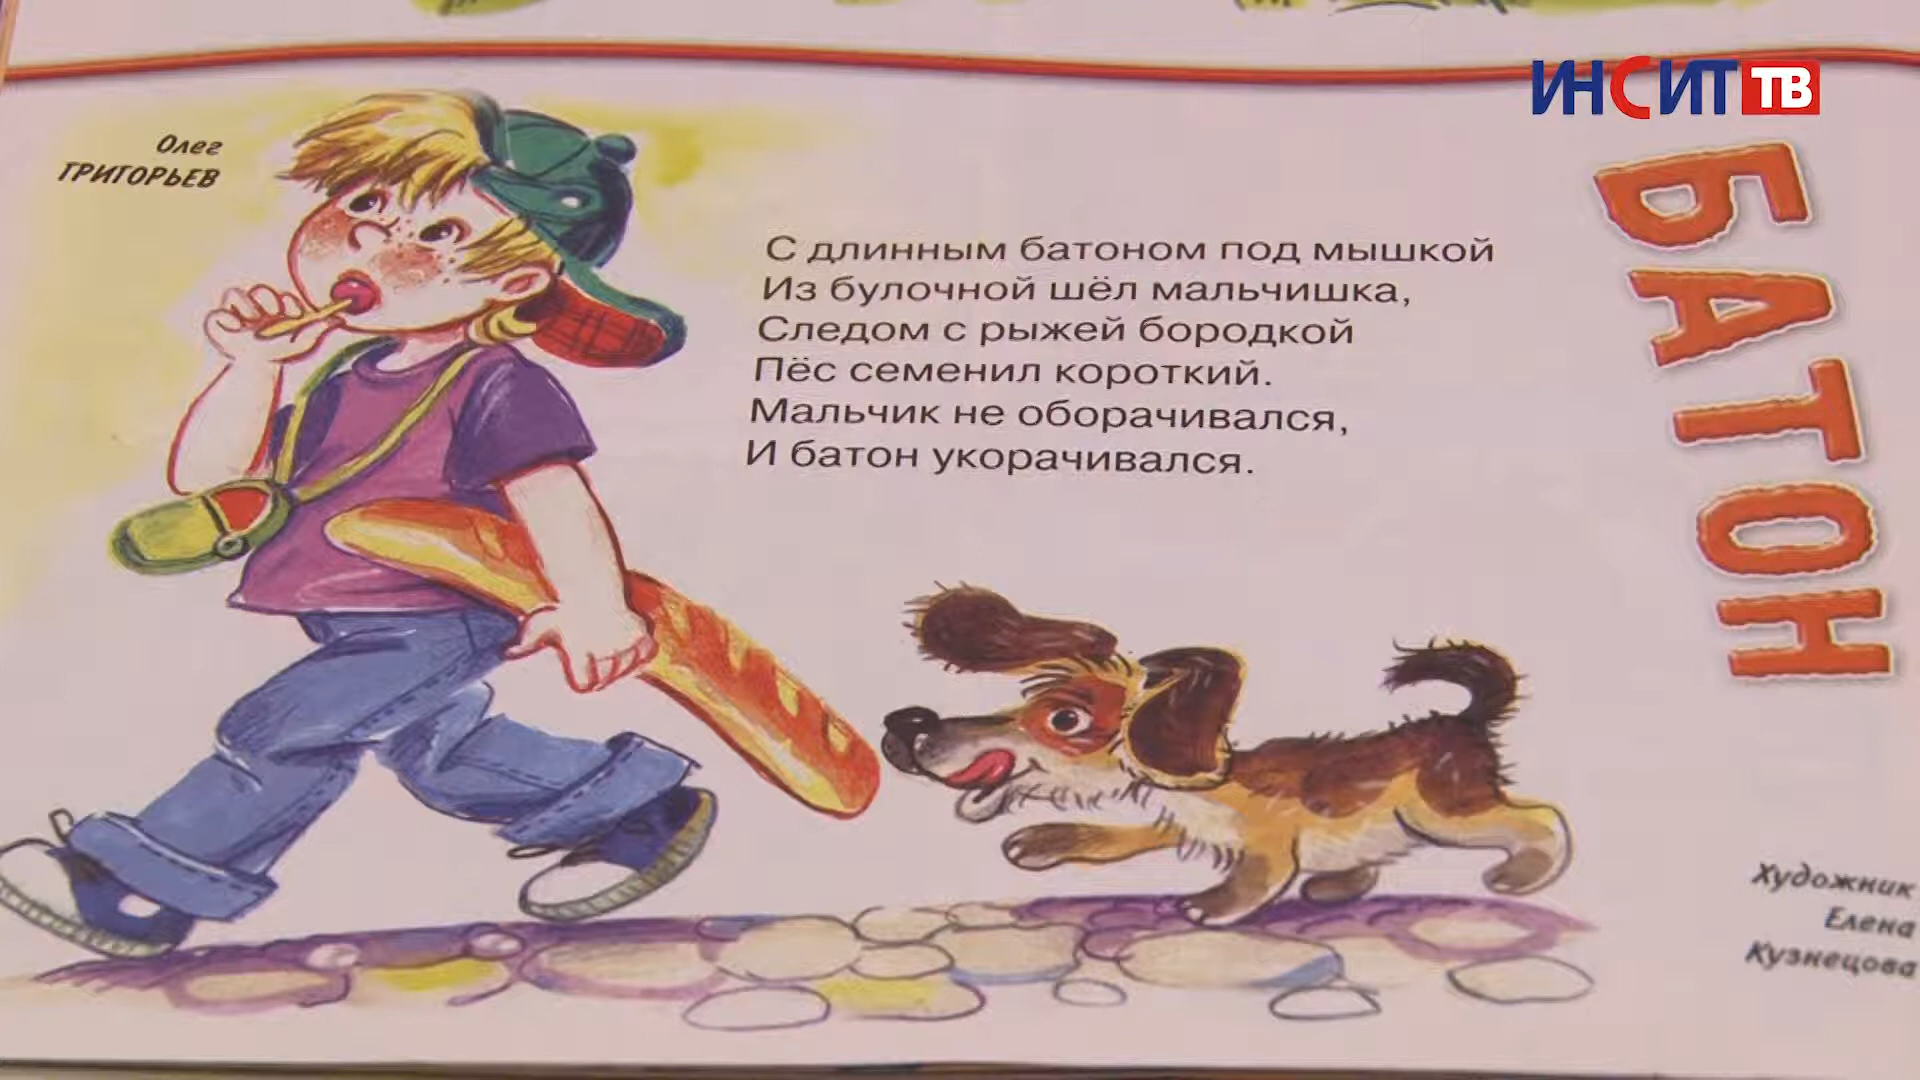 ИНСИТ ТВ
Олег
ГРИГОРЬЕВ
БАТОН
С длинным батоном под мышкой
Из булочной шёл мальчишка,
Следом с рыжей бородкой
Пёс семенил короткий.
Мальчик не оборачивался,
И батон укорачивался.
Художник
Елена
Кузнецова